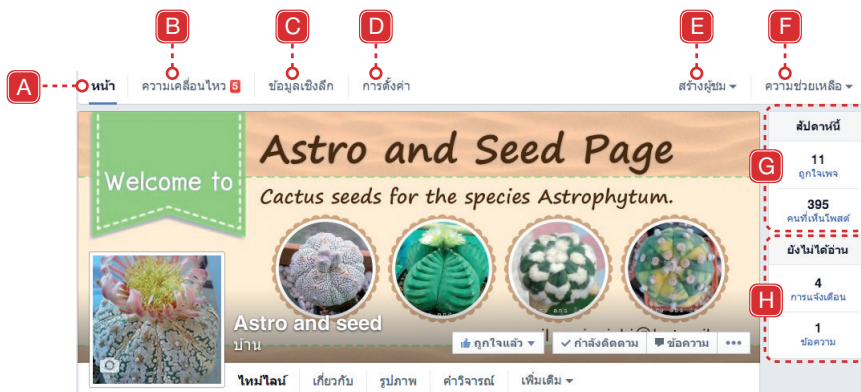 B
C
D
E
F
A
หน้า ความเคลื่อนไหว 5 ข้อมูลเชิงลึก การตั้งค่า สร้างผู้ชม ความช่วยเหลือ
สัปดาห์นี้
G
11
ถูกใจเพจ
395
คนที่เห็นโพสต์
H
ยังไม่ได้อ่าน
4
การแจ้งเตือน
1
ข้อความ
Welcome to
Astro and Seed Page
Cactus seeds for the species Astrophytum.
Astro and seed
บ้าน
ถูกใจแล้ว กำลังติดตาม ข้อความ •••
ไทม์ไลน์ เกี่ยวกับ รูปภาพ คำวิจารณ์ เพิ่มเติม